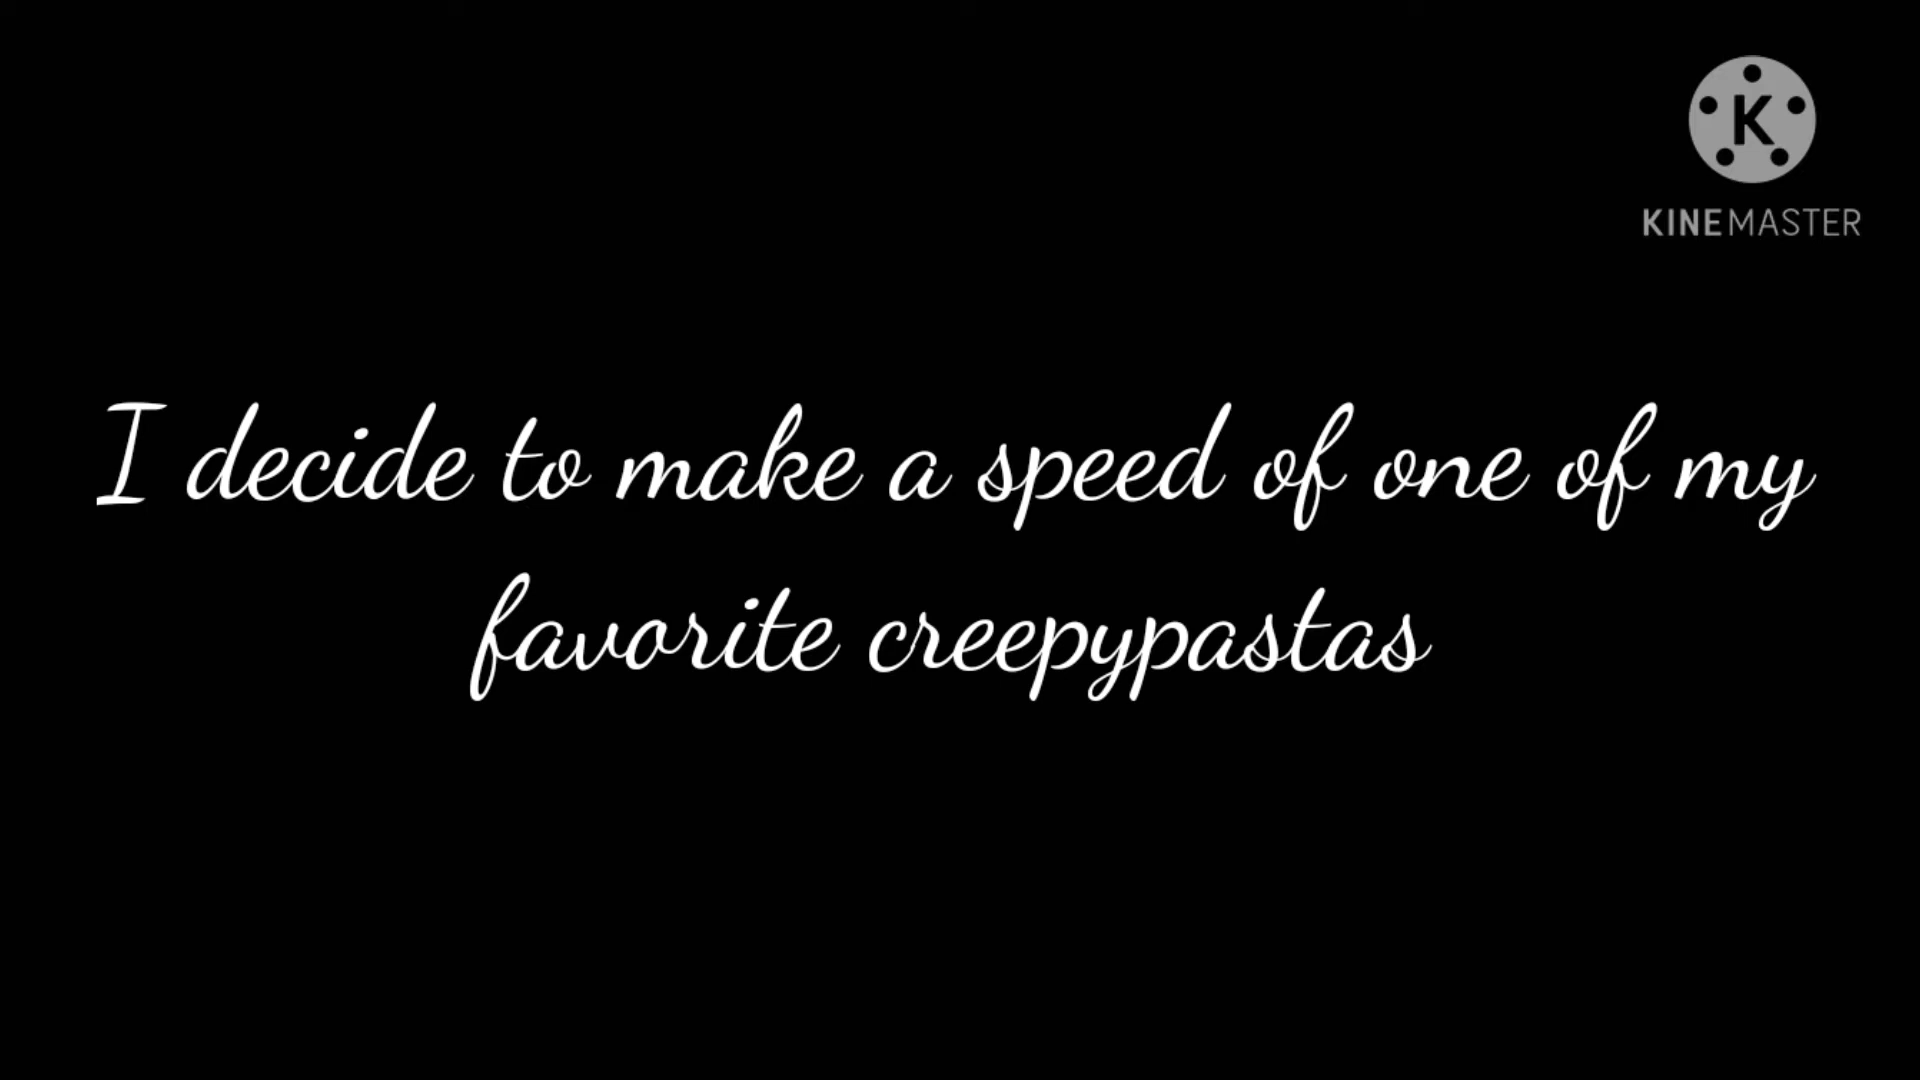 K
KINEMASTER
I decide to make a speed of one of my
favorite creepypastas